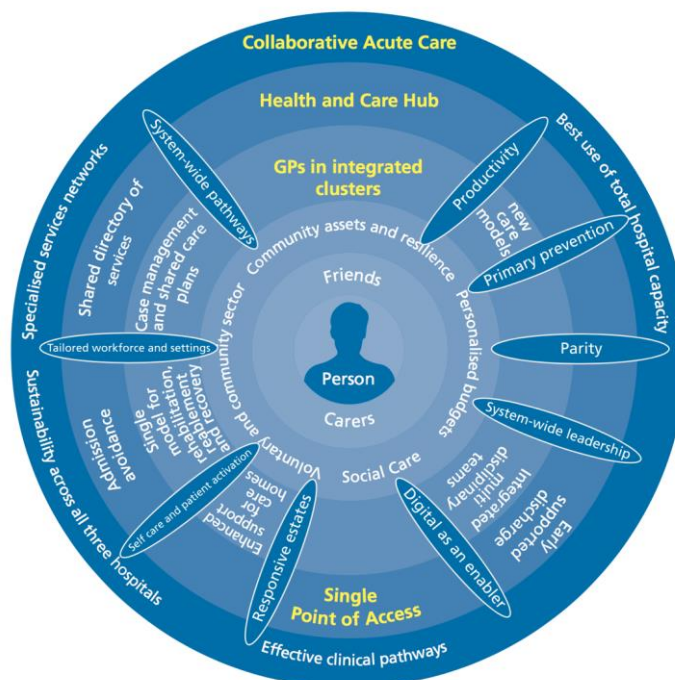 Collaborative Acute Care
Health and Care Hub
GPs in integrated
clusters
Community assets and resilience
Friends
Person
Carers
Social Care
Voluntary and community sector
Personalised budgets
System-wide pathways
Productivity
new
care
models
Primary prevention
Best use of total hospital capacity
Parity
System-wide leadership
Integrated
multi-
disciplinary
teams
Early
supported
discharge
Digital as an enabler
Single
Point of Access
Effective clinical pathways
Responsive estates
Enhanced
support
for
care
homes
Self care and patient activation
Single
model for
rehabilitation,
reablement
and recovery
Admission
avoidance
Sustainability across all three hospitals
Tailored workforce and settings
Case management
and shared care
plans
Shared directory of
services
Specialised services networks